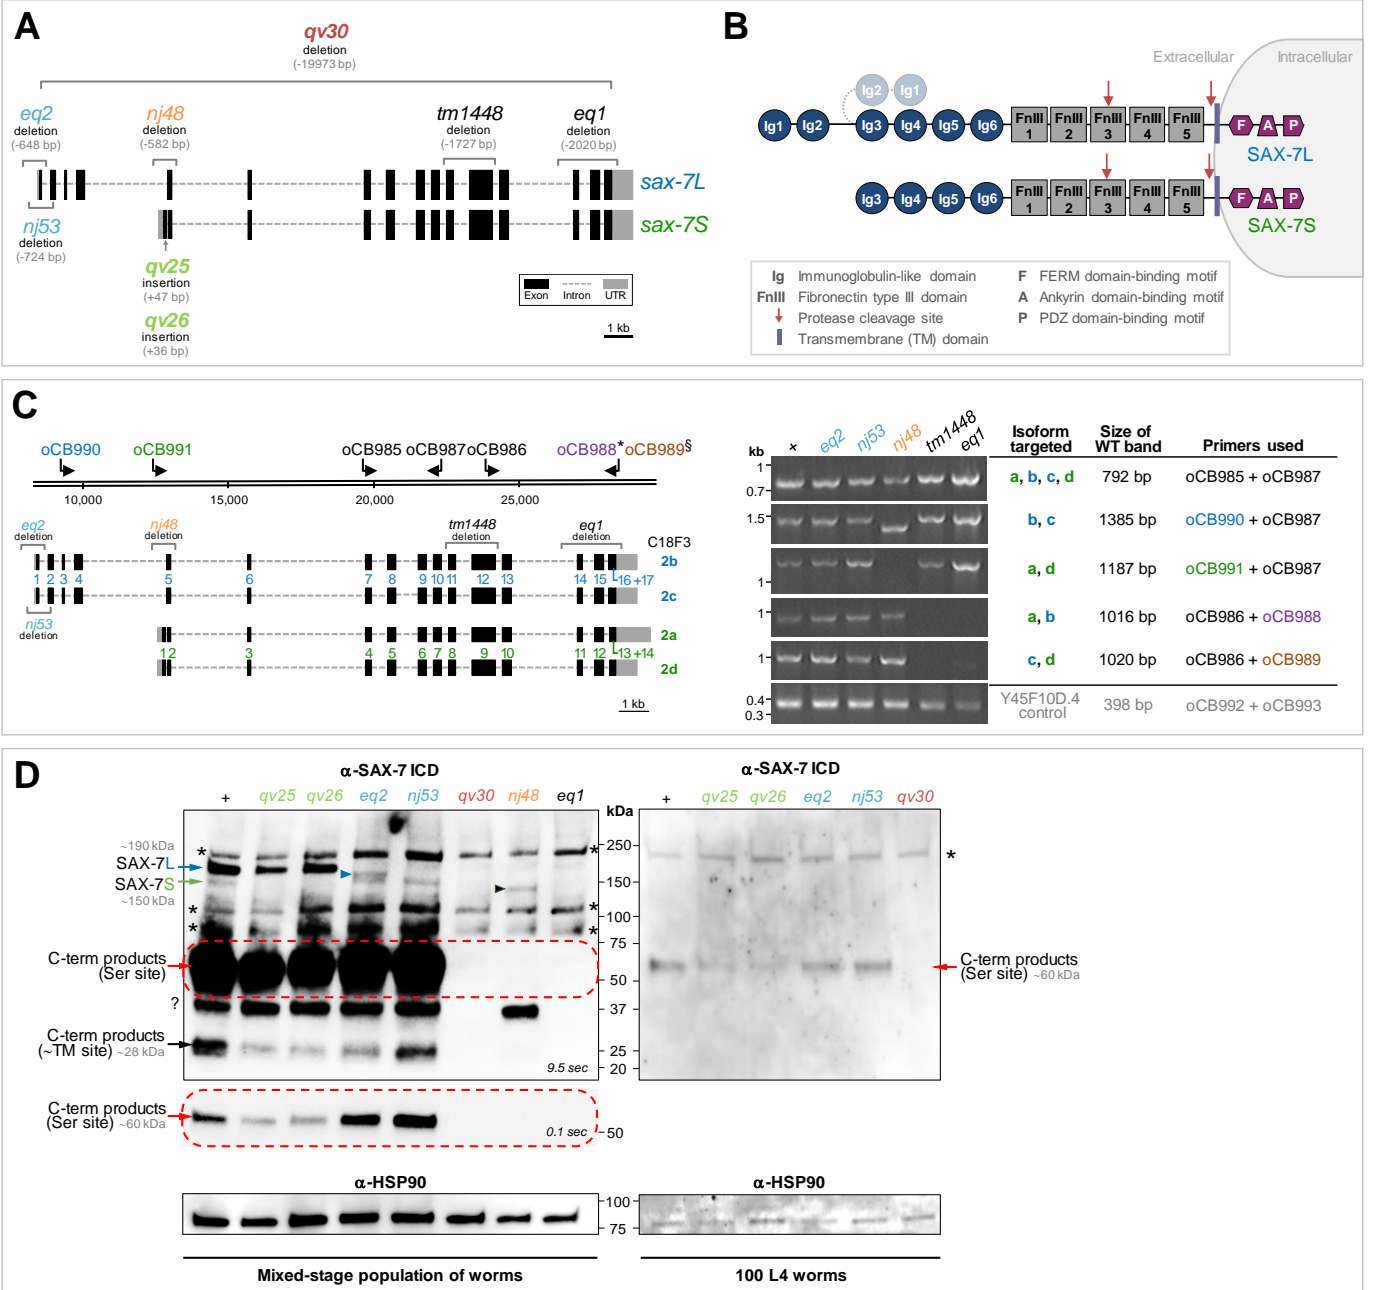 A
qv30
deletion
(-19973 bp)
eq2
deletion
(-648 bp)
nj48
deletion
(-582 bp)
tm1448
deletion
(-1727 bp)
eq1
deletion
(-2020 bp)
sax-7L
sax-7S
nj53
deletion
(-724 bp)
qv25
insertion
(+47 bp)
qv26
insertion
(+36 bp)
Exon Intron UTR
1 kb
B
Extracellular Intracellular
Ig2 Ig1
Ig1 Ig2 Ig3 Ig4 Ig5 Ig6 FnIII 1 FnIII 2 FnIII 3 FnIII 4 FnIII 5 F A P
SAX-7L
Ig3 Ig4 Ig5 Ig6 FnIII 1 FnIII 2 FnIII 3 FnIII 4 FnIII 5 F A P
SAX-7S
Ig Immunoglobulin-like domain
FnIII Fibronectin type III domain
Protease cleavage site
Transmembrane (TM) domain
F FERM domain-binding motif
A Ankyrin domain-binding motif
P PDZ domain-binding motif
C
oCB990 oCB991 oCB985 oCB987 oCB986 oCB988* oCB989§
10,000 15,000 20,000 25,000
eq2
deletion
nj48
deletion
tm1448
deletion
eq1
deletion
C18F3
2b
1 2 3 4 5 6 7 8 9 10 11 12 13 14 15 16 +17
2c
nj53
deletion
2a
1 2 3 4 5 6 7 8 9 10 11 12 13 +14
2d
1 kb
kb + eq2 nj53 nj48 tm1448 eq1
Isoform targeted Size of WT band Primers used
1
0.7
a, b, c, d 792 bp oCB985 + oCB987
1.5
b, c 1385 bp oCB990 + oCB987
1
a, d 1187 bp oCB991 + oCB987
1
a, b 1016 bp oCB986 + oCB988
1
c, d 1020 bp oCB986 + oCB989
0.4
0.3
Y45F10D.4 control 398 bp oCB992 + oCB993
D
α-SAX-7 ICD
+ qv25 qv26 eq2 nj53 qv30 nj48 eq1
~190 kDa
SAX-7L
SAX-7S
~150 kDa
*
*
*
*
*
*
C-term products
(Ser site)
?
C-term products
(~TM site) ~28 kDa
9.5 sec
C-term products
(Ser site) ~60 kDa
0.1 sec
50
kDa
250
150
100
75
50
37
25
20
α-SAX-7 ICD
+ qv25 qv26 eq2 nj53 qv30
*
C-term products
(Ser site) ~60 kDa
α-HSP90
100
75
α-HSP90
Mixed-stage population of worms
100 L4 worms